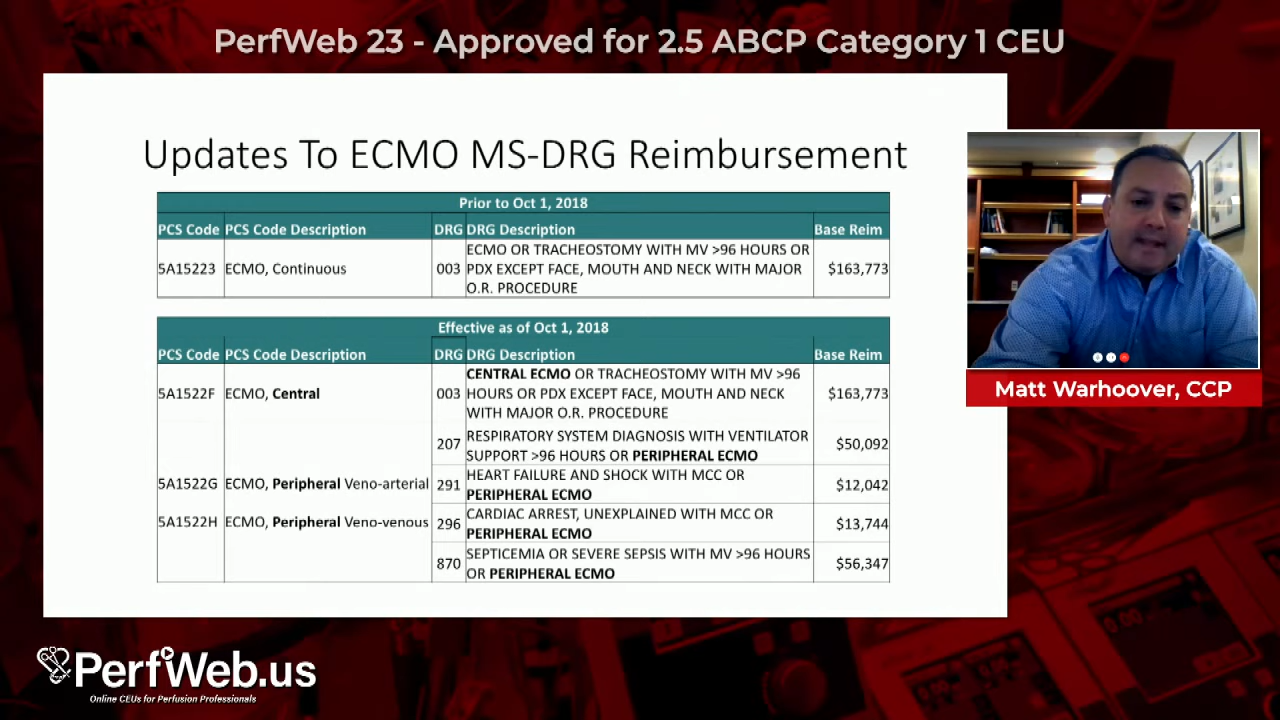 PerfWeb 23 - Approved for 2.5 ABCP Category 1 CEU
Updates To ECMO MS-DRG Reimbursement
Prior to Oct 1, 2018
PCS Code PCS Code Description DRG DRG Description Base Reim
5A15223 ECMO, Continuous 003 ECMO OR TRACHEOSTOMY WITH MV >96 HOURS OR
PDX EXCEPT FACE, MOUTH AND NECK WITH MAJOR $163,773
O.R. PROCEDURE
Effective as of Oct 1, 2018
PCS Code PCS Code Description DRG DRG Description Base Reim
5A1522F ECMO, Central 003 CENTRAL ECMO OR TRACHEOSTOMY WITH MV >96
HOURS OR PDX EXCEPT FACE, MOUTH AND NECK $163,773
WITH MAJOR O.R. PROCEDURE
207 RESPIRATORY SYSTEM DIAGNOSIS WITH VENTILATOR $50,092
SUPPORT >96 HOURS OR PERIPHERAL ECMO
5A1522G ECMO, Peripheral Veno-arterial 291 HEART FAILURE AND SHOCK WITH MCC OR $12,042
PERIPHERAL ECMO
5A1522H ECMO, Peripheral Veno-venous 296 CARDIAC ARREST, UNEXPLAINED WITH MCC OR $13,744
PERIPHERAL ECMO
870 SEPTICEMIA OR SEVERE SEPSIS WITH MV >96 HOURS $56,347
OR PERIPHERAL ECMO
Matt Warhoover, CCP
PerfWeb.us
Online CEUs for Perfusion Professionals